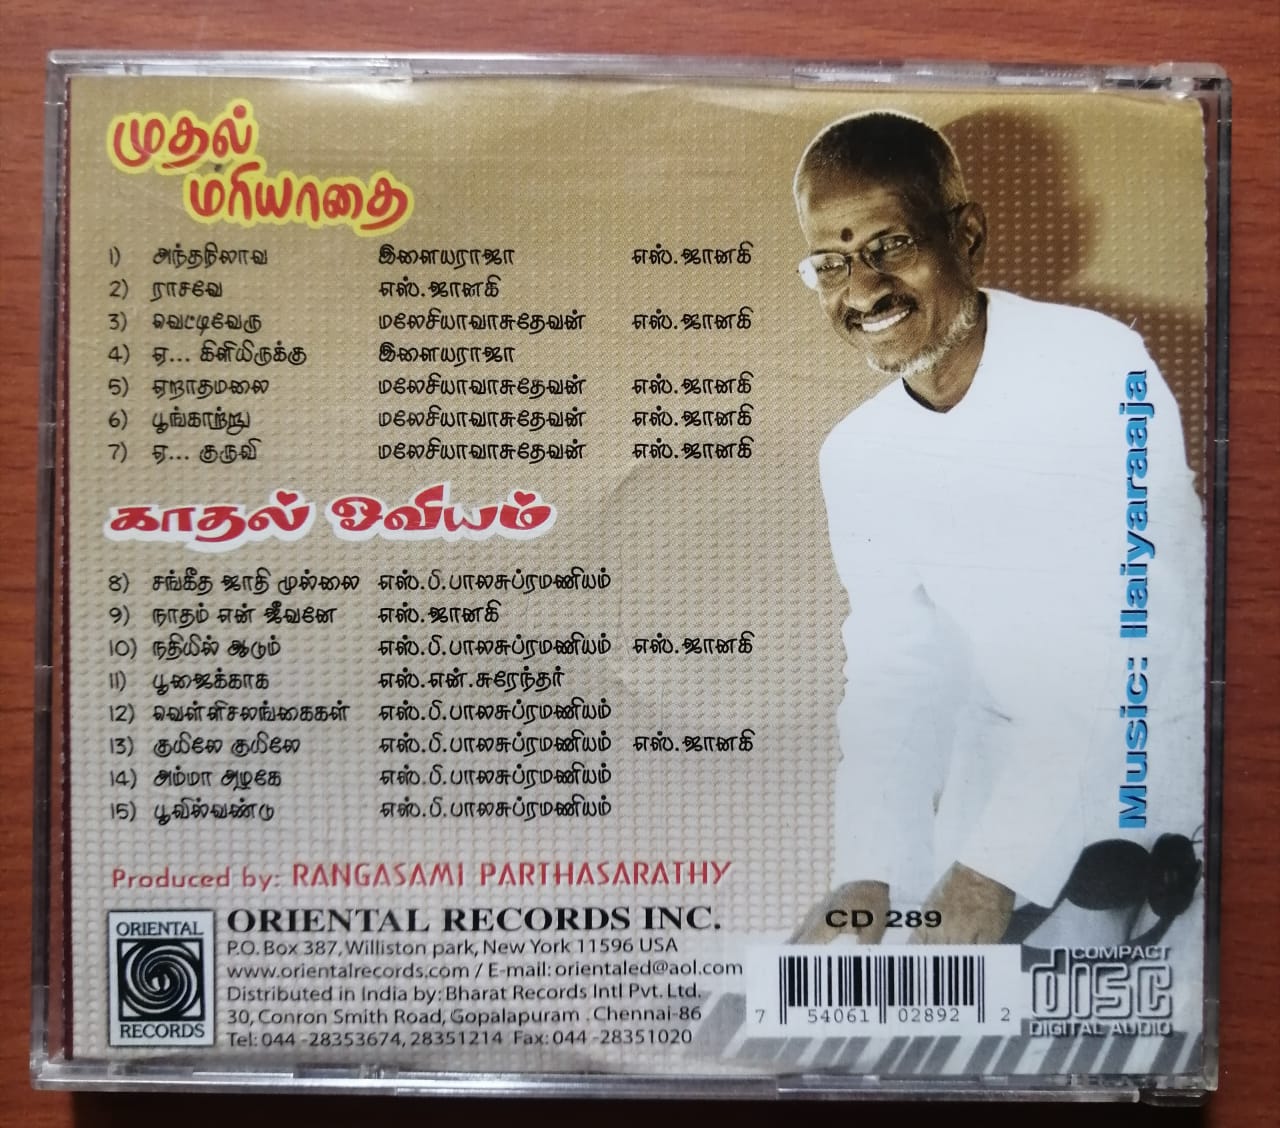 முதல்
மரியாதை
1) அந்தநிலாவ இளையராஜா எஸ்.ஜானகி
2) ராசவே எஸ்.ஜானகி
3) வெட்டிவேரு மலேசியாவாசுதேவன் எஸ்.ஜானகி
4) ஏ... கிளியிருக்கு இளையராஜா
5) ஏறாதமலை மலேசியாவாசுதேவன் எஸ்.ஜானகி
6) பூங்காற்று மலேசியாவாசுதேவன் எஸ்.ஜானகி
7) ஏ... குருவி மலேசியாவாசுதேவன் எஸ்.ஜானகி
காதல் ஓவியம்
8) சங்கீத ஜாதி முல்லை எஸ்.பி.பாலசுப்ரமணியம்
9) நாதம் என் ஜீவனே எஸ்.ஜானகி
10) நதியில் ஆடும் எஸ்.பி.பாலசுப்ரமணியம் எஸ்.ஜானகி
11) பூஜைக்காக எஸ்.என்.சுரேந்தர்
12) வெள்ளிசலங்கைகள் எஸ்.பி.பாலசுப்ரமணியம்
13) குயிலே குயிலே எஸ்.பி.பாலசுப்ரமணியம் எஸ்.ஜானகி
14) அம்மா அழகே எஸ்.பி.பாலசுப்ரமணியம்
15) பூவில்வண்டு எஸ்.பி.பாலசுப்ரமணியம்
Music: Ilaiyaraaja
Produced by: RANGASAMI PARTHASARATHY
ORIENTAL
RECORDS
ORIENTAL RECORDS INC.
P.O. Box 387, Williston park, New York 11596 USA
www.orientalrecords.com / E-mail: orientaled@aol.com
Distributed in India by: Bharat Records Intl Pvt. Ltd.
30, Conron Smith Road, Gopalapuram . Chennai-86
Tel: 044 -28353674, 28351214 Fax: 044 -28351020
CD 289
7 54061 02892 2
COMPACT
disc
DIGITAL AUDIO